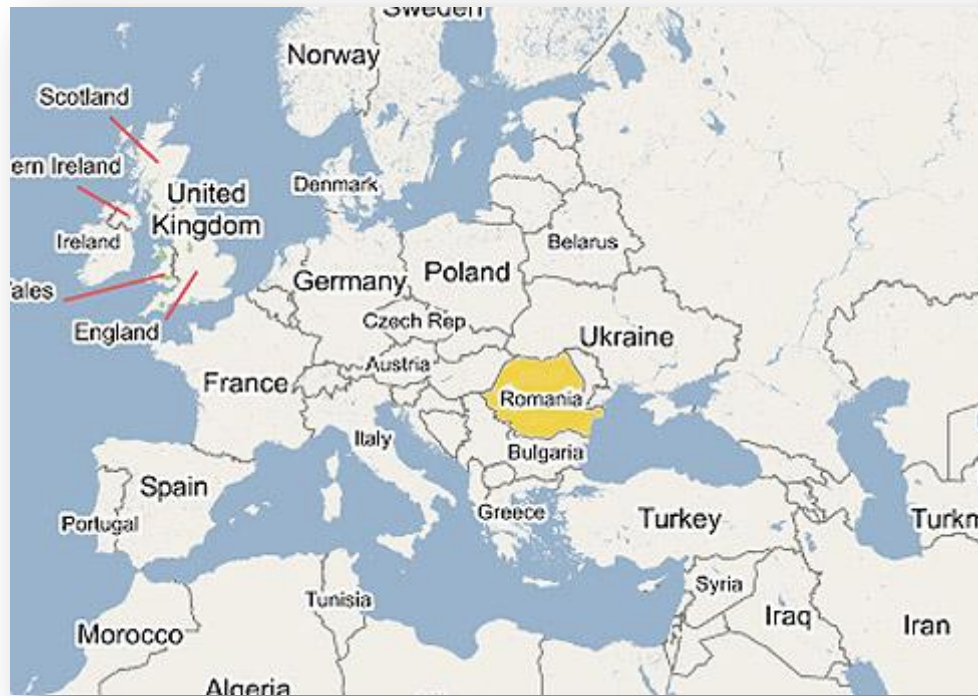 Sweden
Norway
Scotland
ern Ireland
United
Kingdom
Denmark
Ireland
Belarus
Germany
Poland
ales
England
Czech Rep
Ukraine
Austria
France
Romania
Italy
Bulgaria
Spain
Portugal
Greece
Turkey
Turkm
Syria
Tunisia
Iraq
Iran
Morocco
Algeria